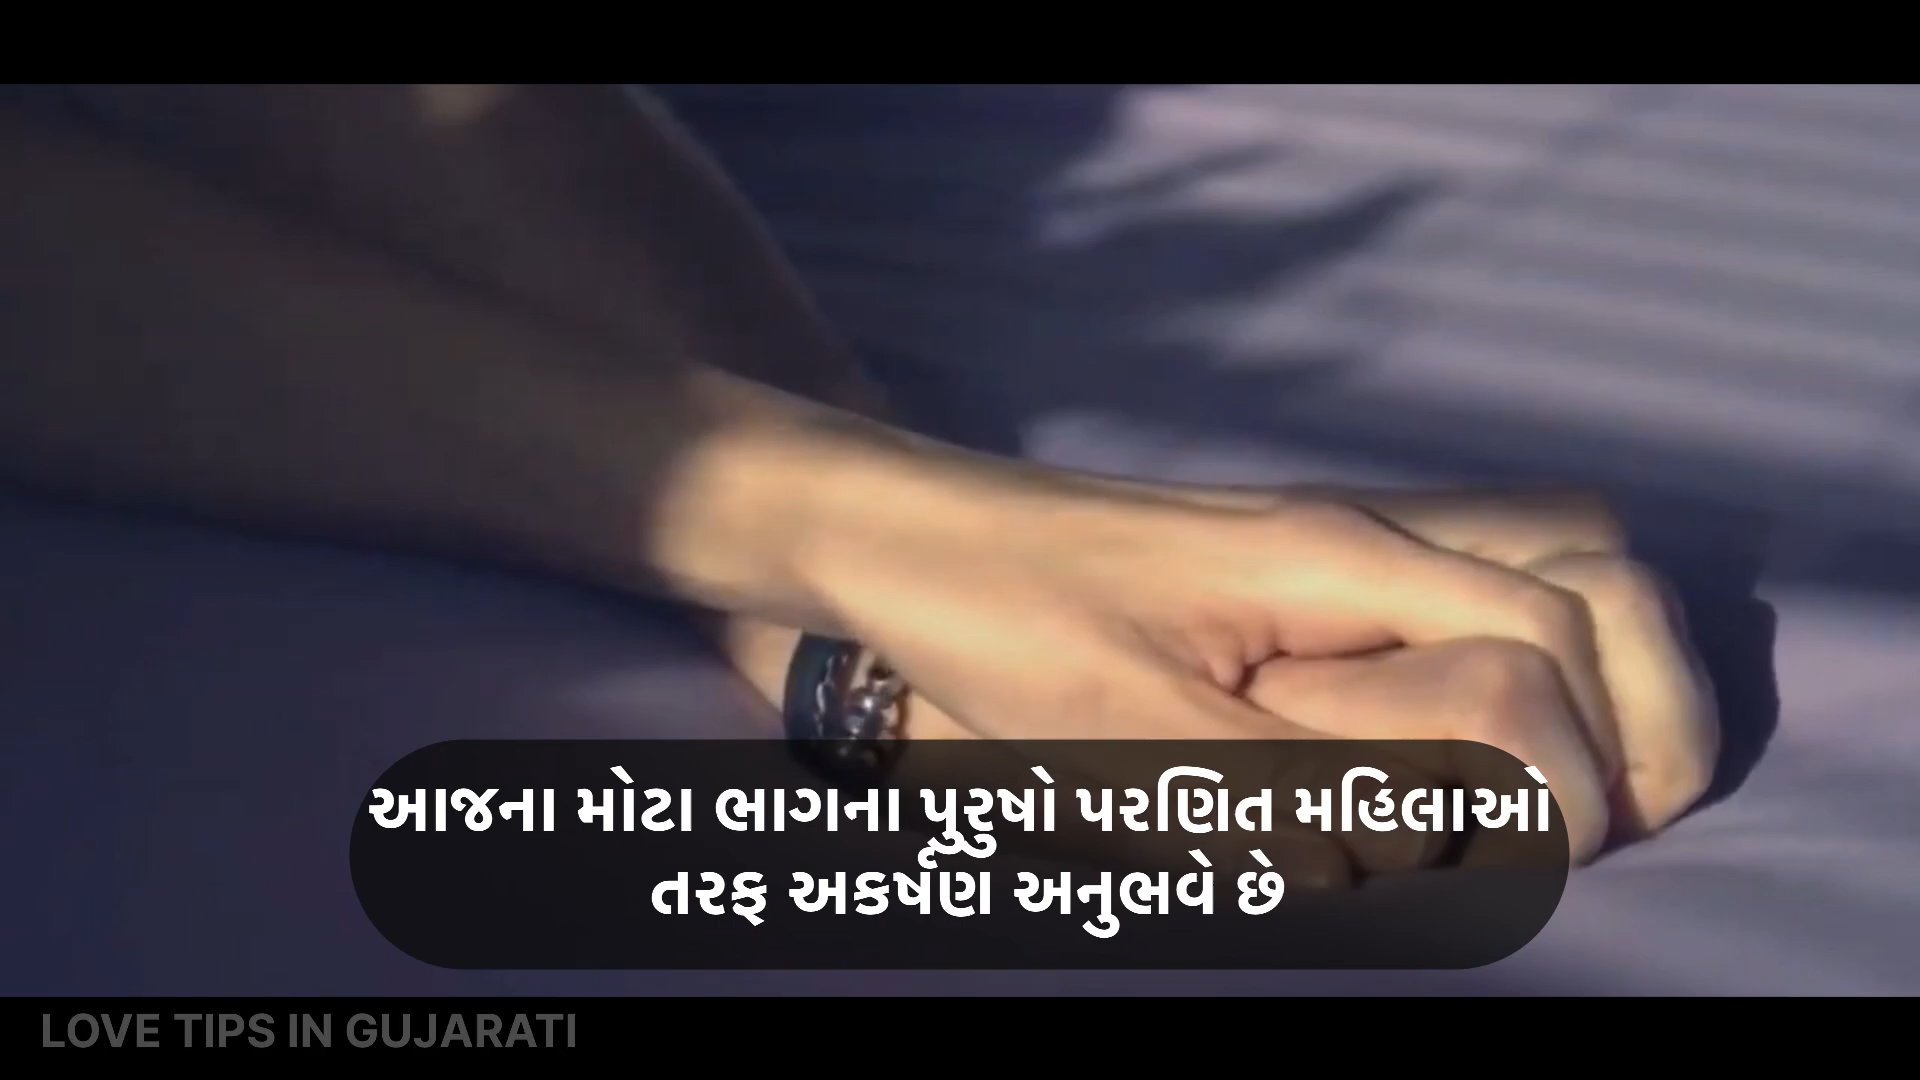 આજના મોટા ભાગના પુરુષો પરણિત મહિલાઓ
તરફ અકર્ષણ અનુભવે છે
LOVE TIPS IN GUJARATI